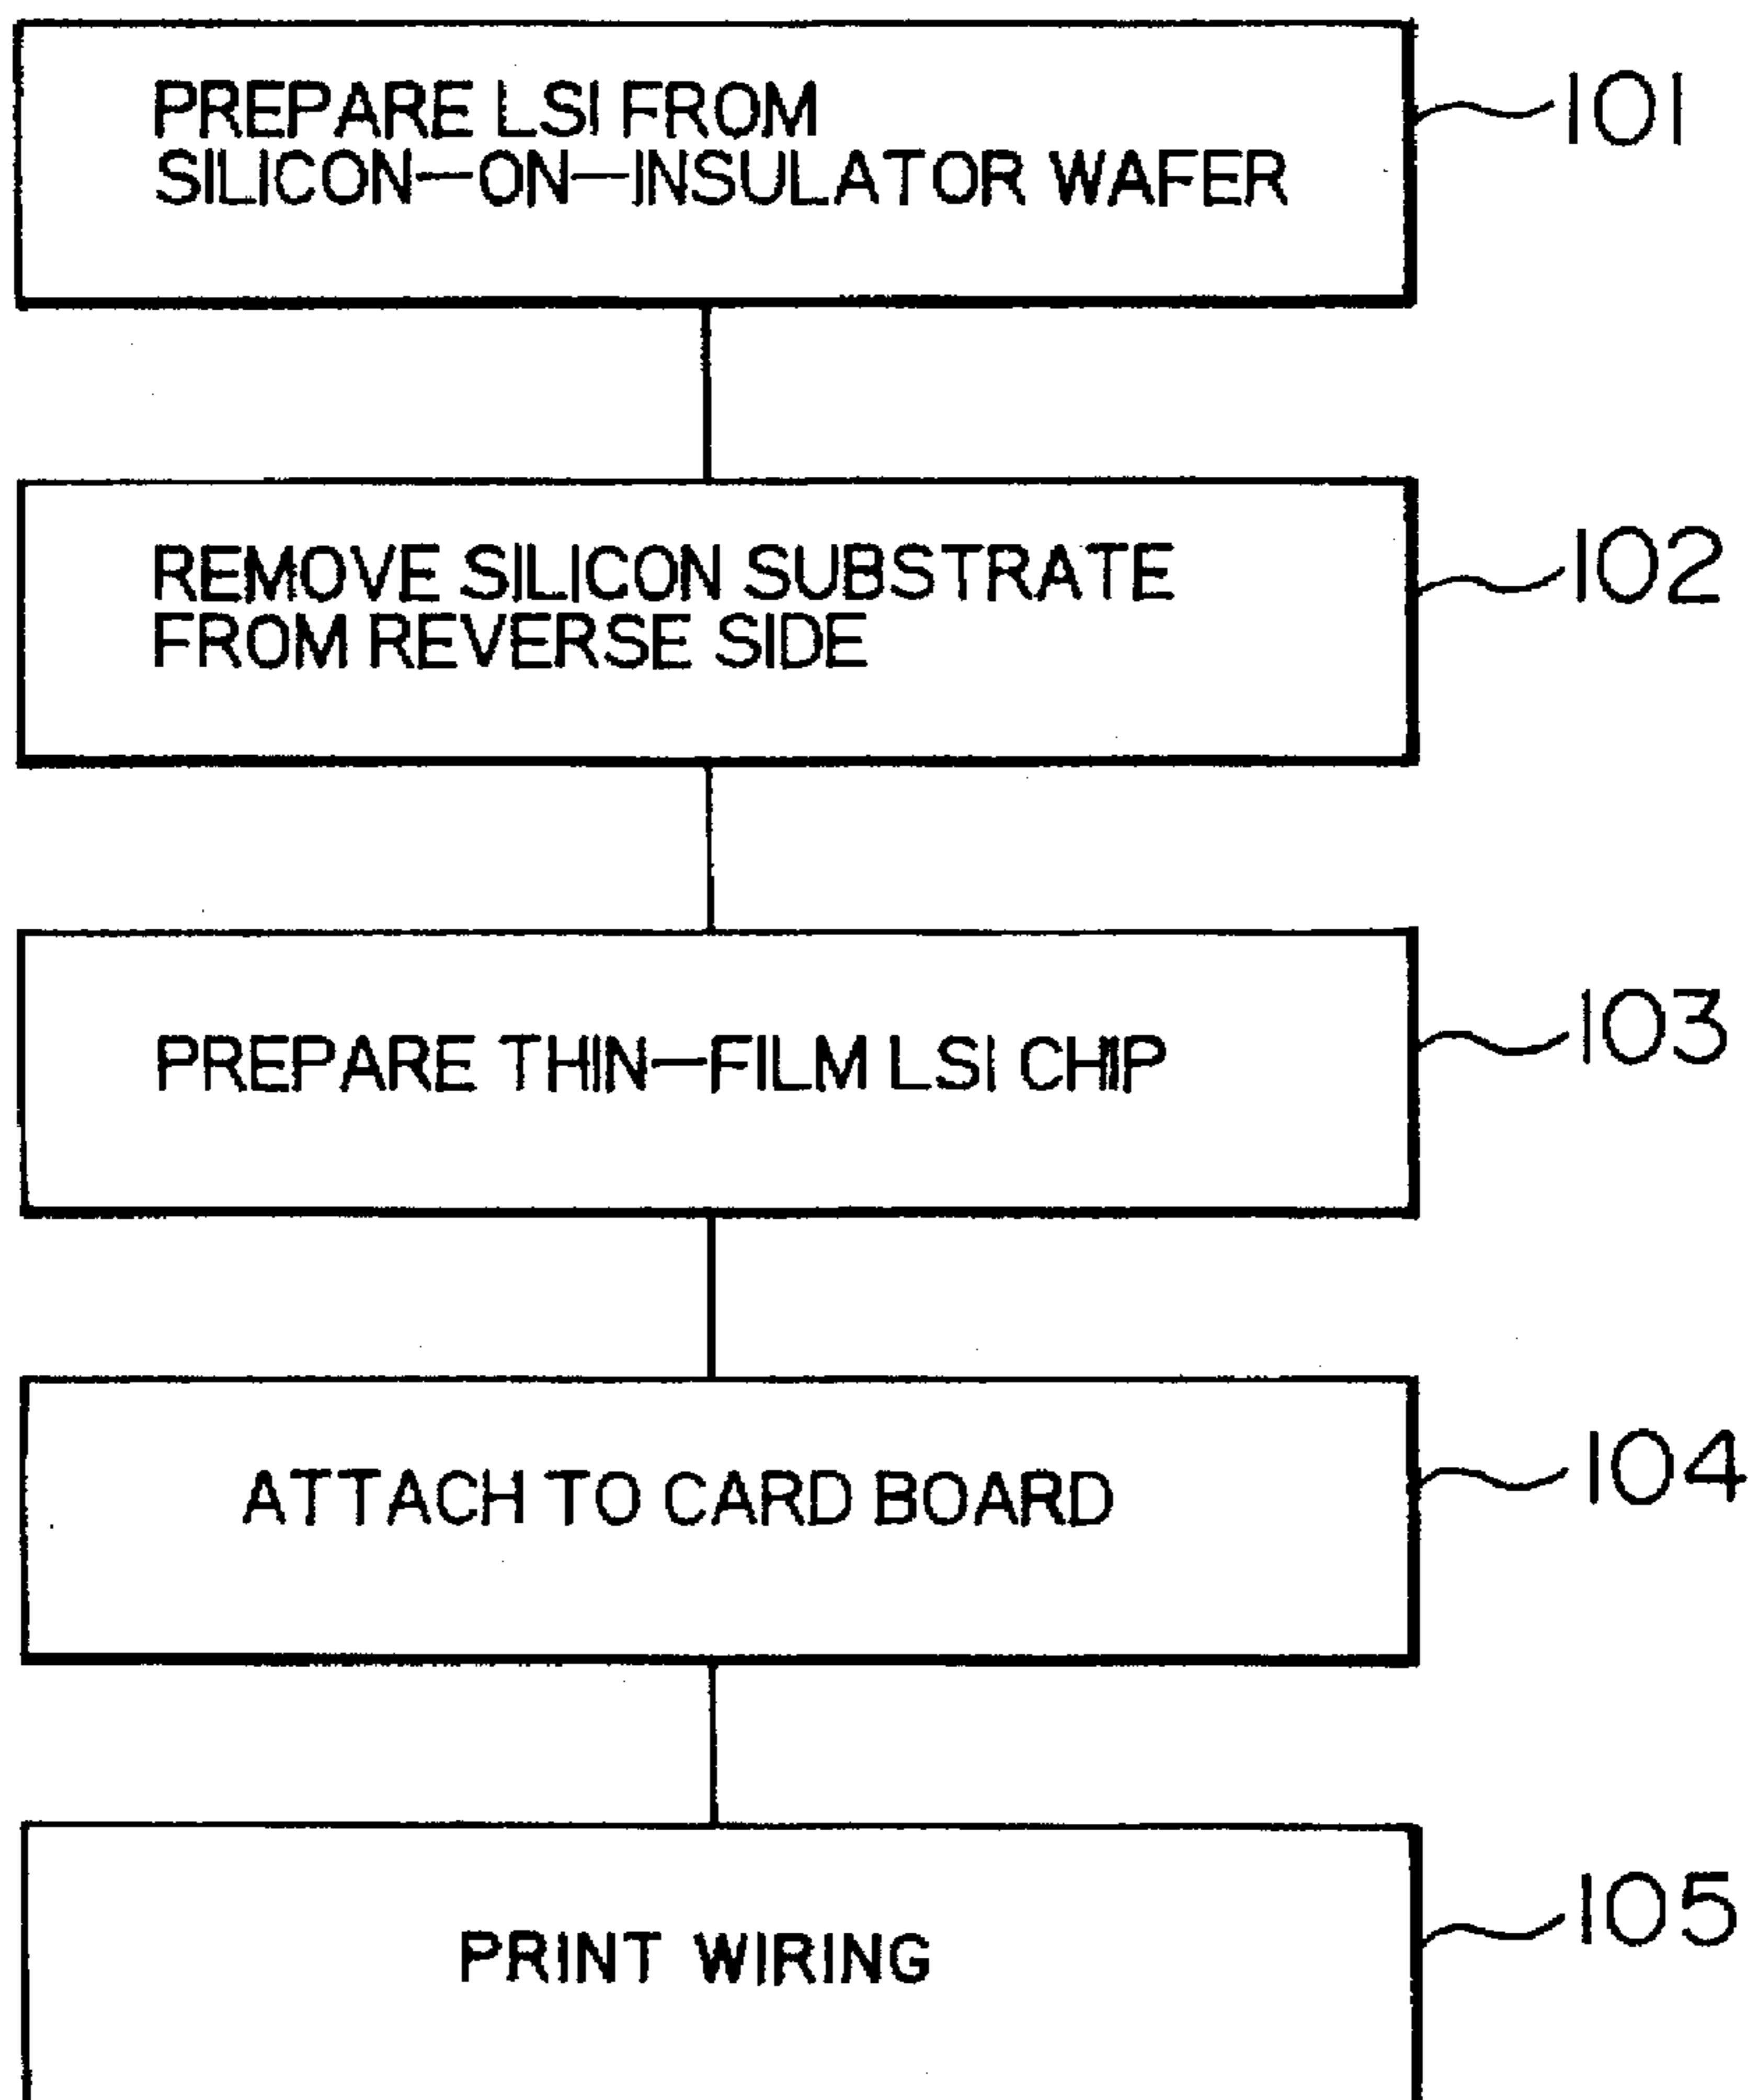 PREPARE LSI FROM
SILICON-ON-INSULATOR WAFER
101
REMOVE SILICON SUBSTRATE
FROM REVERSE SIDE
102
PREPARE THIN-FILM LSI CHIP
103
ATTACH TO CARD BOARD
104
PRINT WIRING
105